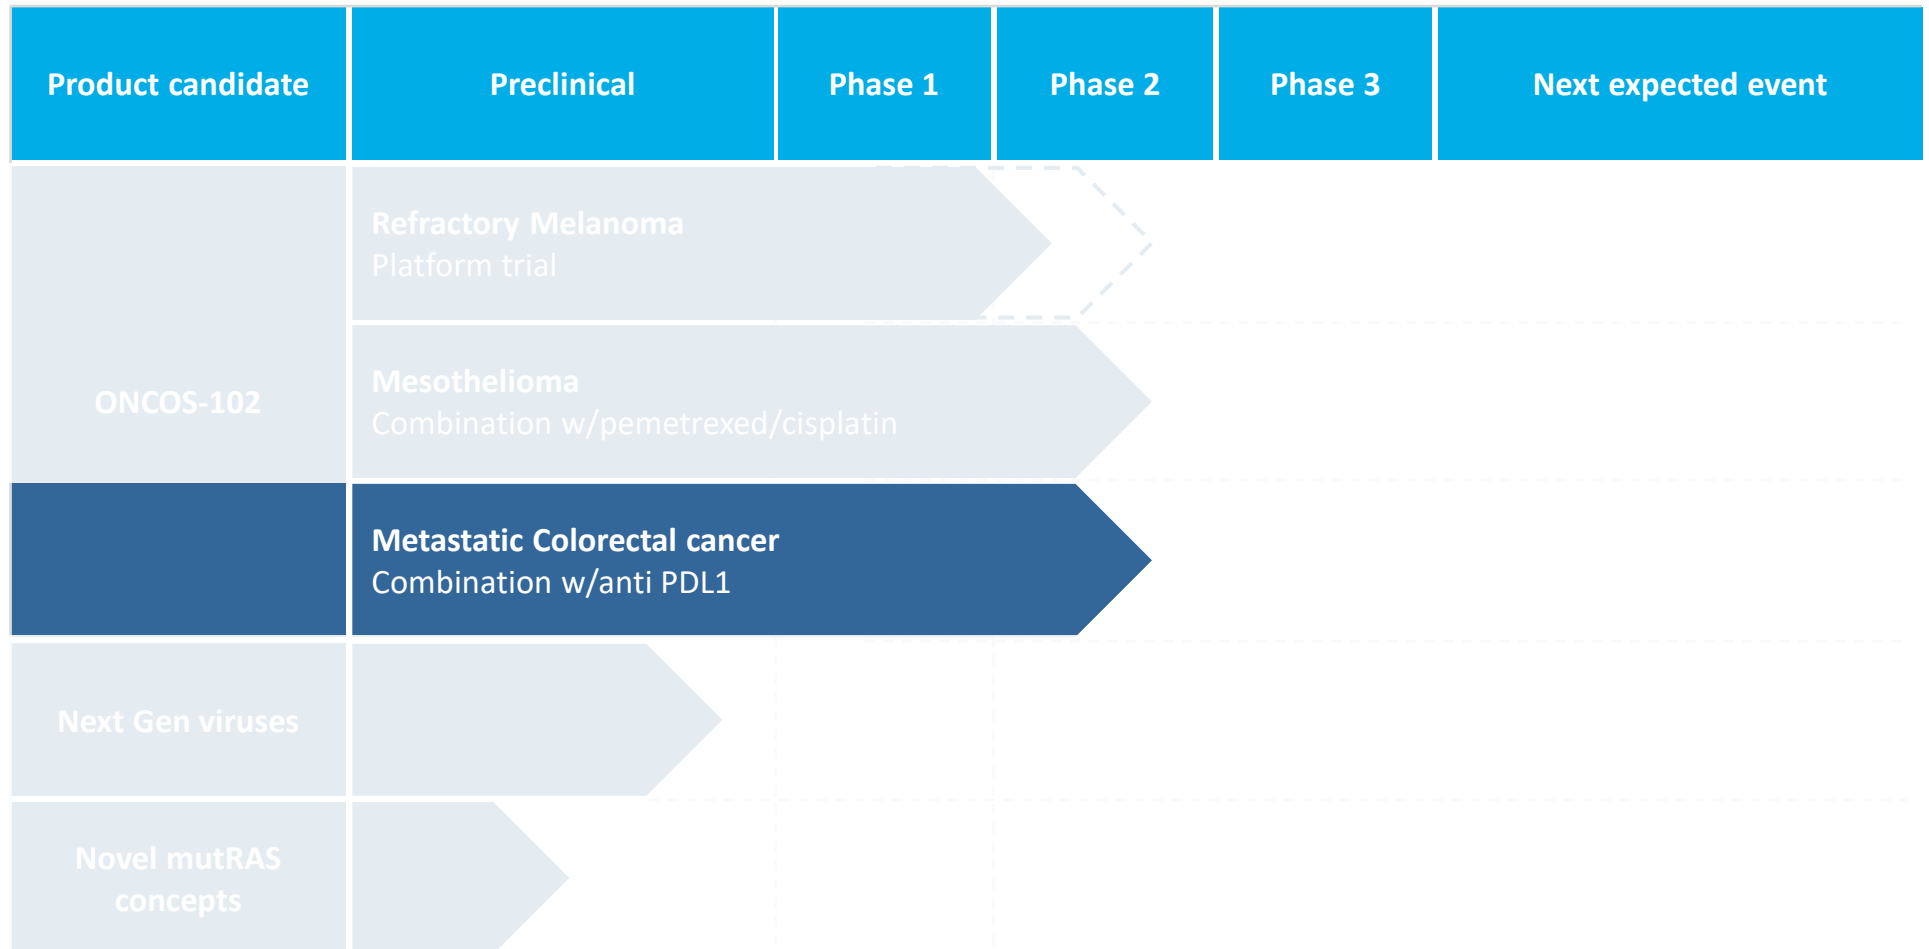 Product candidate
Preclinical
Phase 1
Phase 2
Phase 3
Next expected event
ONCOS-102
Refractory Melanoma
Platform trial
Mesothelioma
Combination w/pemetrexed/cisplatin
Metastatic Colorectal cancer
Combination w/anti PDL1
Next Gen viruses
Novel mutRAS
concepts